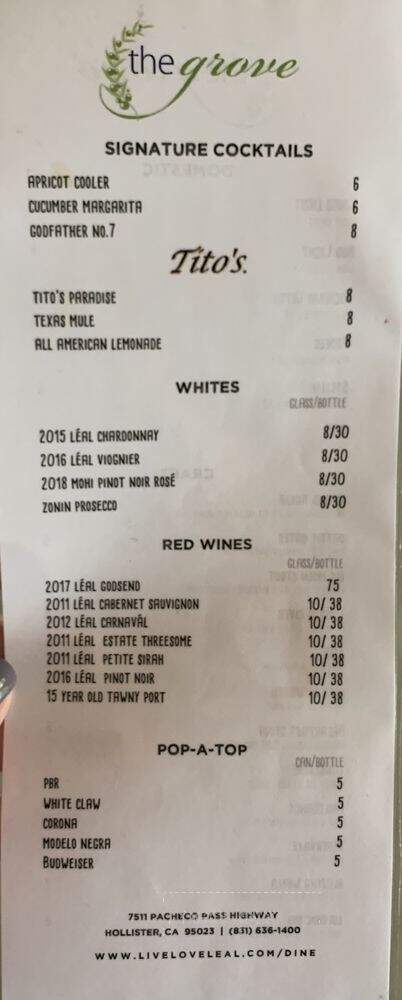 the grove
SIGNATURE COCKTAILS
APRICOT COOLER 6
CUCUMBER MARGARITA 6
GODFATHER NO.7 8
Tito's.
TITO'S PARADISE 8
TEXAS MULE 8
ALL AMERICAN LEMONADE 8
WHITES
GLASS/BOTTLE
2015 LÉAL CHARDONNAY 8/30
2016 LÉAL VIOGNIER 8/30
2018 MOHI PINOT NOIR ROSÉ 8/30
ZONIN PROSECCO 8/30
RED WINES
GLASS/BOTTLE
2017 LÉAL GODSEND 75
2011 LÉAL CABERNET SAUVIGNON 10/ 38
2012 LÉAL CARNAVÀL 10/ 38
2011 LÉAL ESTATE THREESOME 10/ 38
2011 LÉAL PETITE SIRAH 10/ 38
2016 LÉAL PINOT NOIR 10/ 38
15 YEAR OLD TAWNY PORT 10/ 38
POP-A-TOP
CAN/BOTTLE
PBR 5
WHITE CLAW 5
CORONA 5
MODELO NEGRA 5
BUDWEISER 5
7511 PACHECO PASS HIGHWAY
HOLLISTER, CA 95023 | (831) 636-1400
WWW.LIVELOVELEAL.COM/DINE